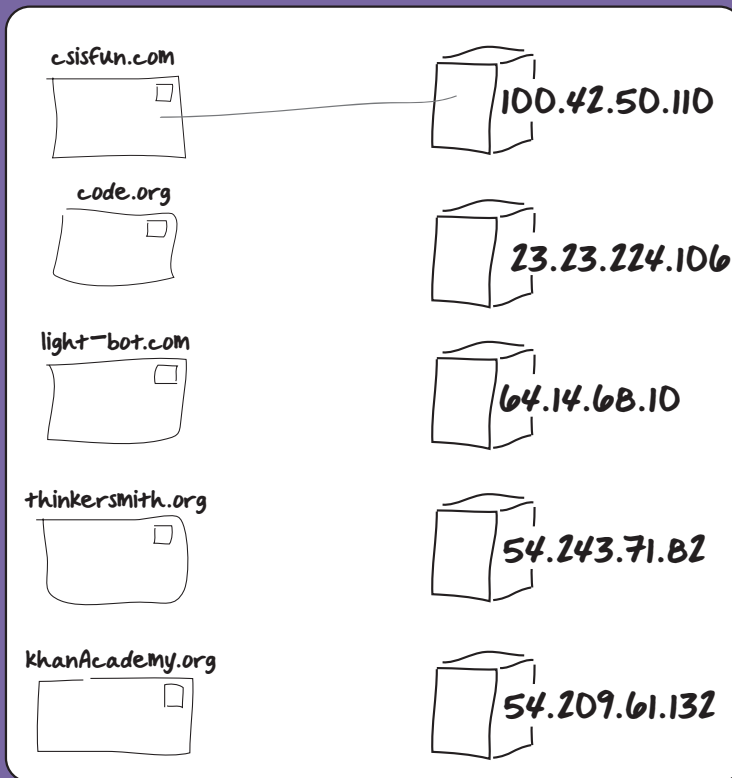 csisfun.com
100.42.50.110
code.org
23.23.224.106
light-bot.com
64.14.68.10
thinkersmith.org
54.243.71.82
khanAcademy.org
54.209.61.132